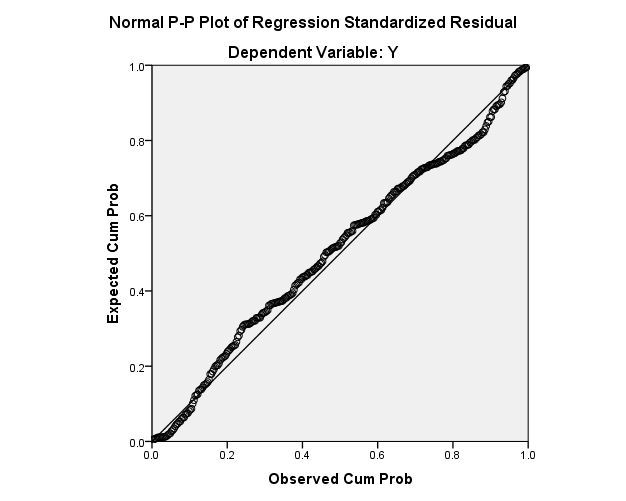 Normal P-P Plot of Regression Standardized Residual
Dependent Variable: Y
1.0
0.8
0.6
0.4
0.2
0.0
Expected Cum Prob
0.0 0.2 0.4 0.6 0.8 1.0
Observed Cum Prob